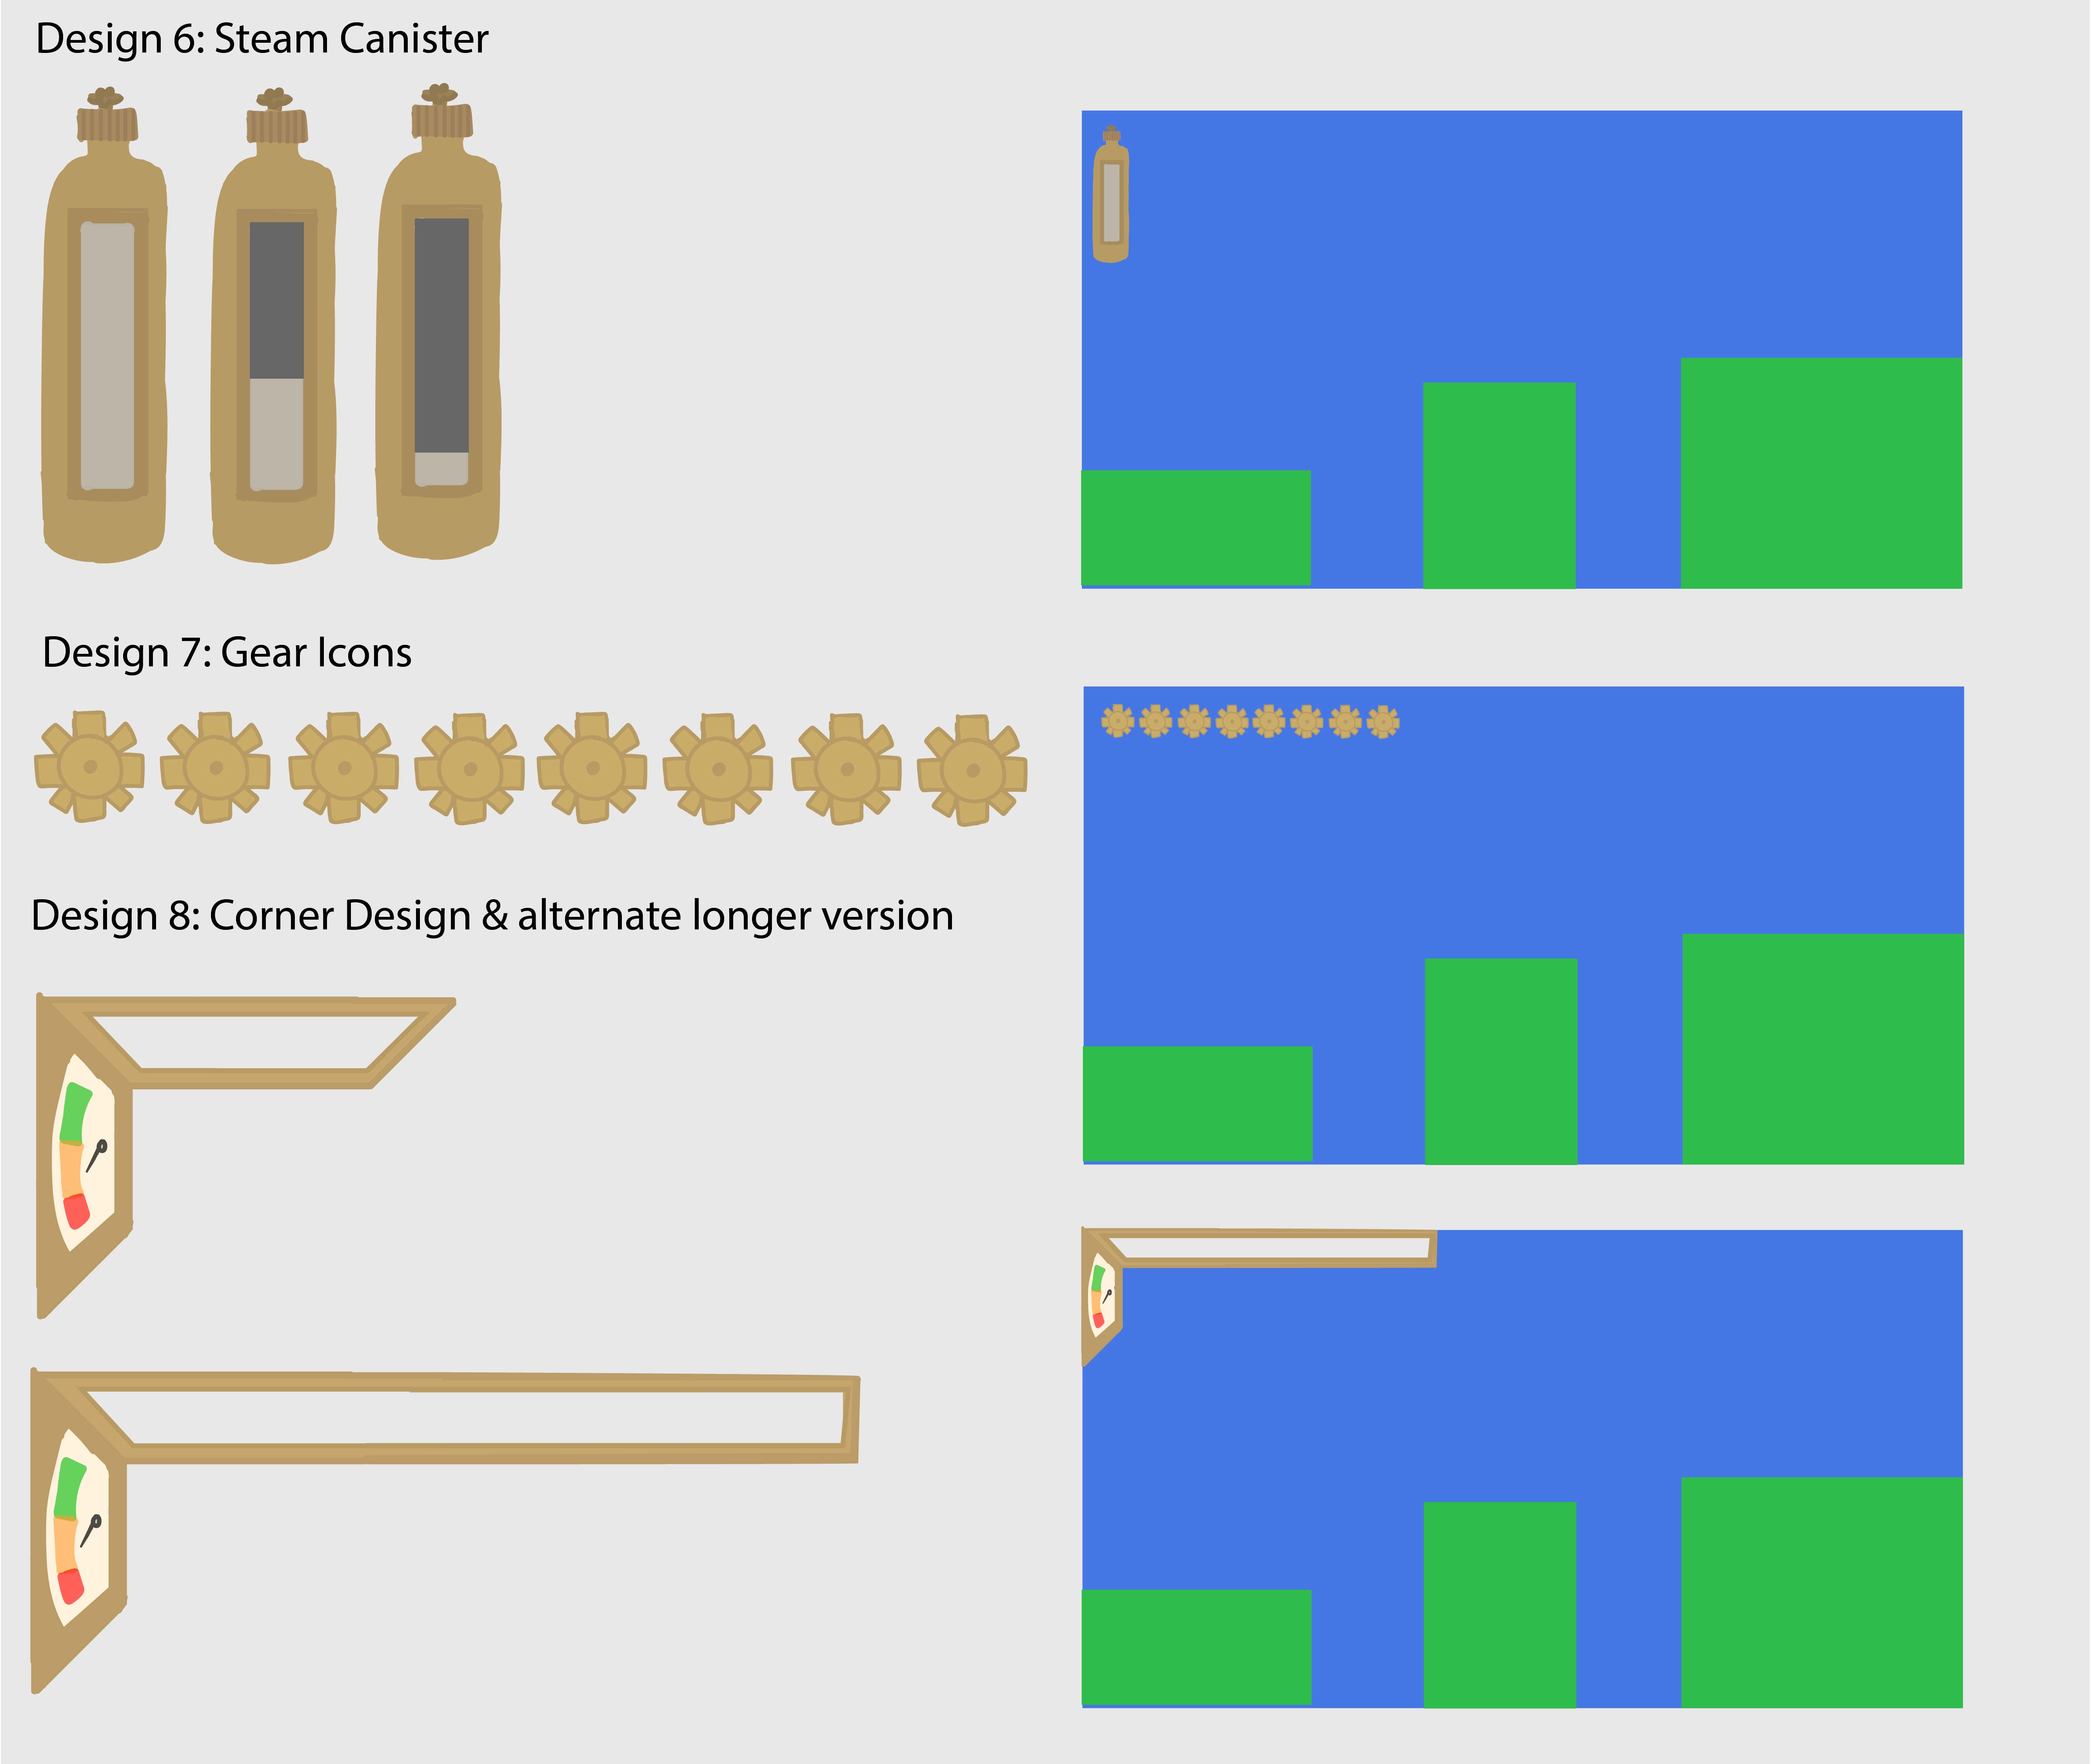 Design 6: Steam Canister
Design 7: Gear Icons
Design 8: Corner Design & alternate longer version